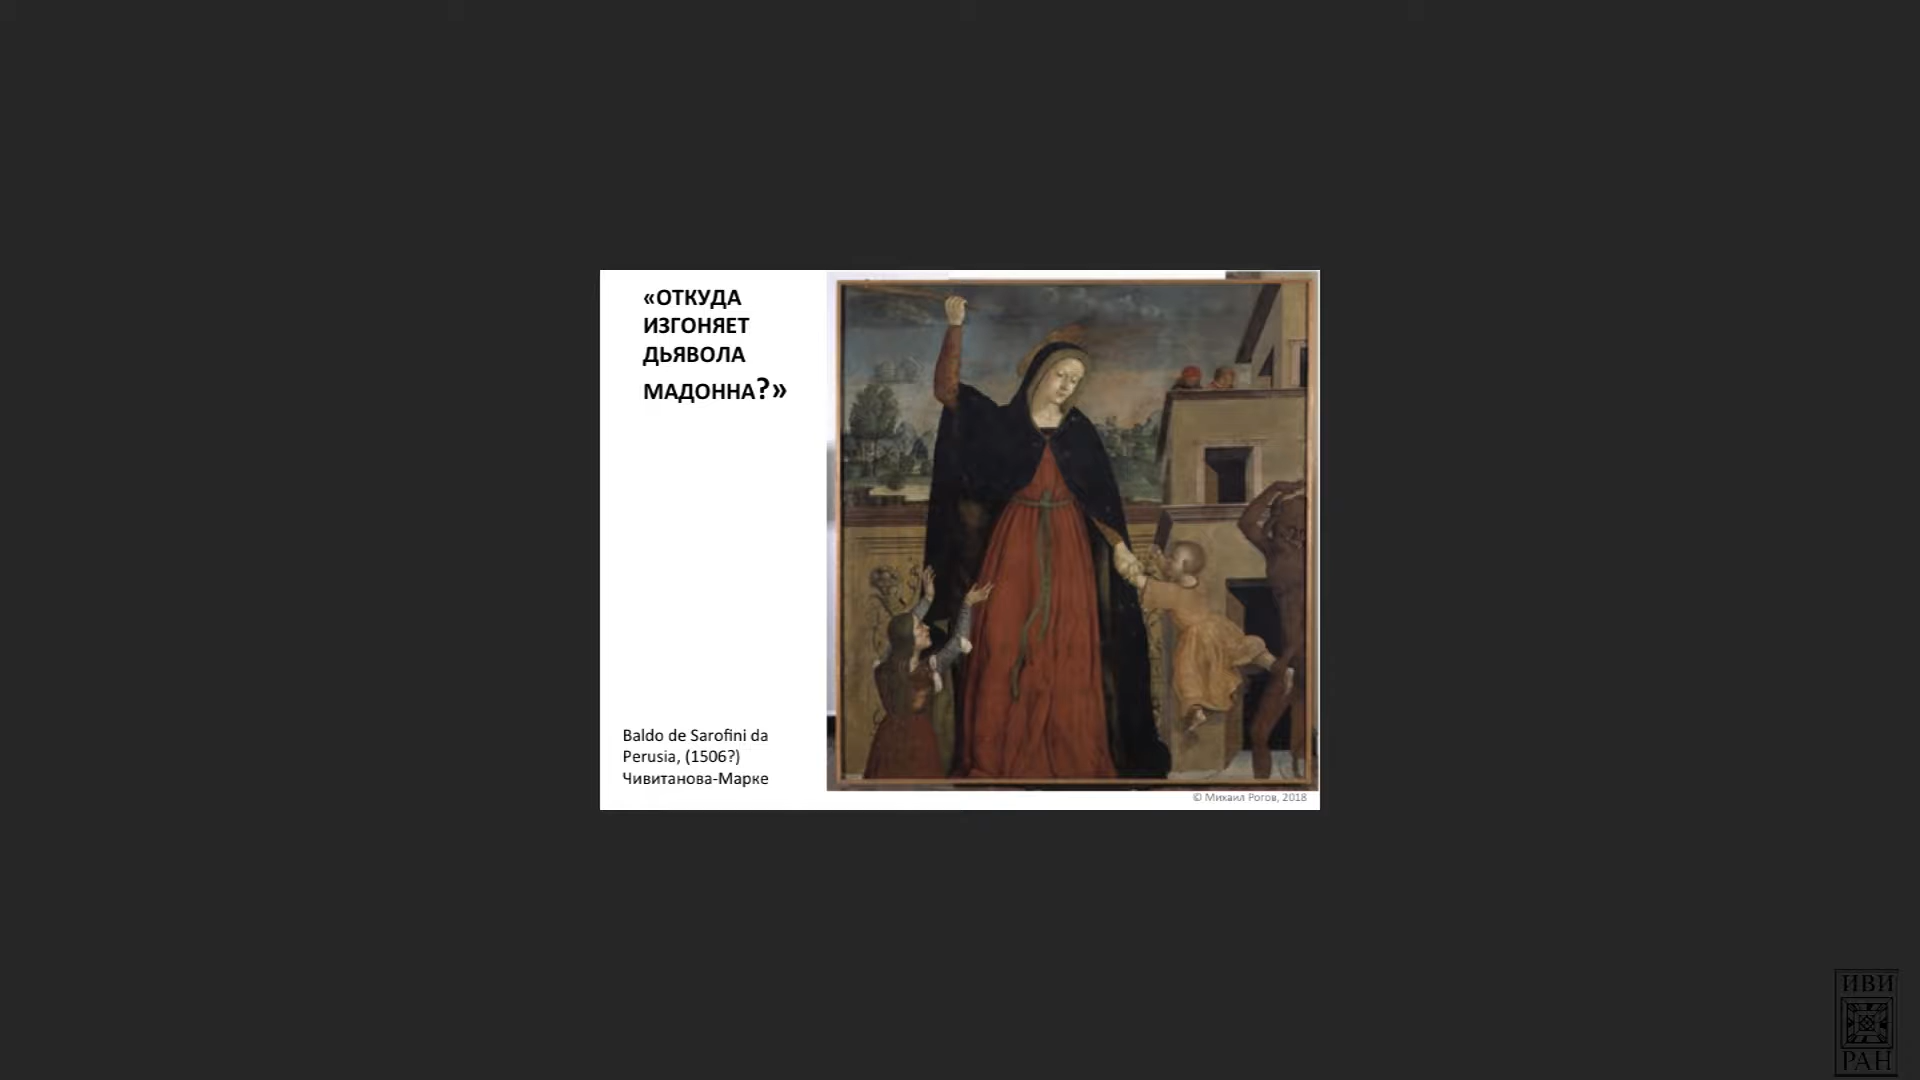 «ОТКУДА
ИЗГОНЯЕТ
ДЬЯВОЛА
МАДОННА?»
Baldo de Sarofini da
Perusia, (1506?)
Чивитанова-Марке
© Михаил Рогов, 2018
ИВИ
РАН